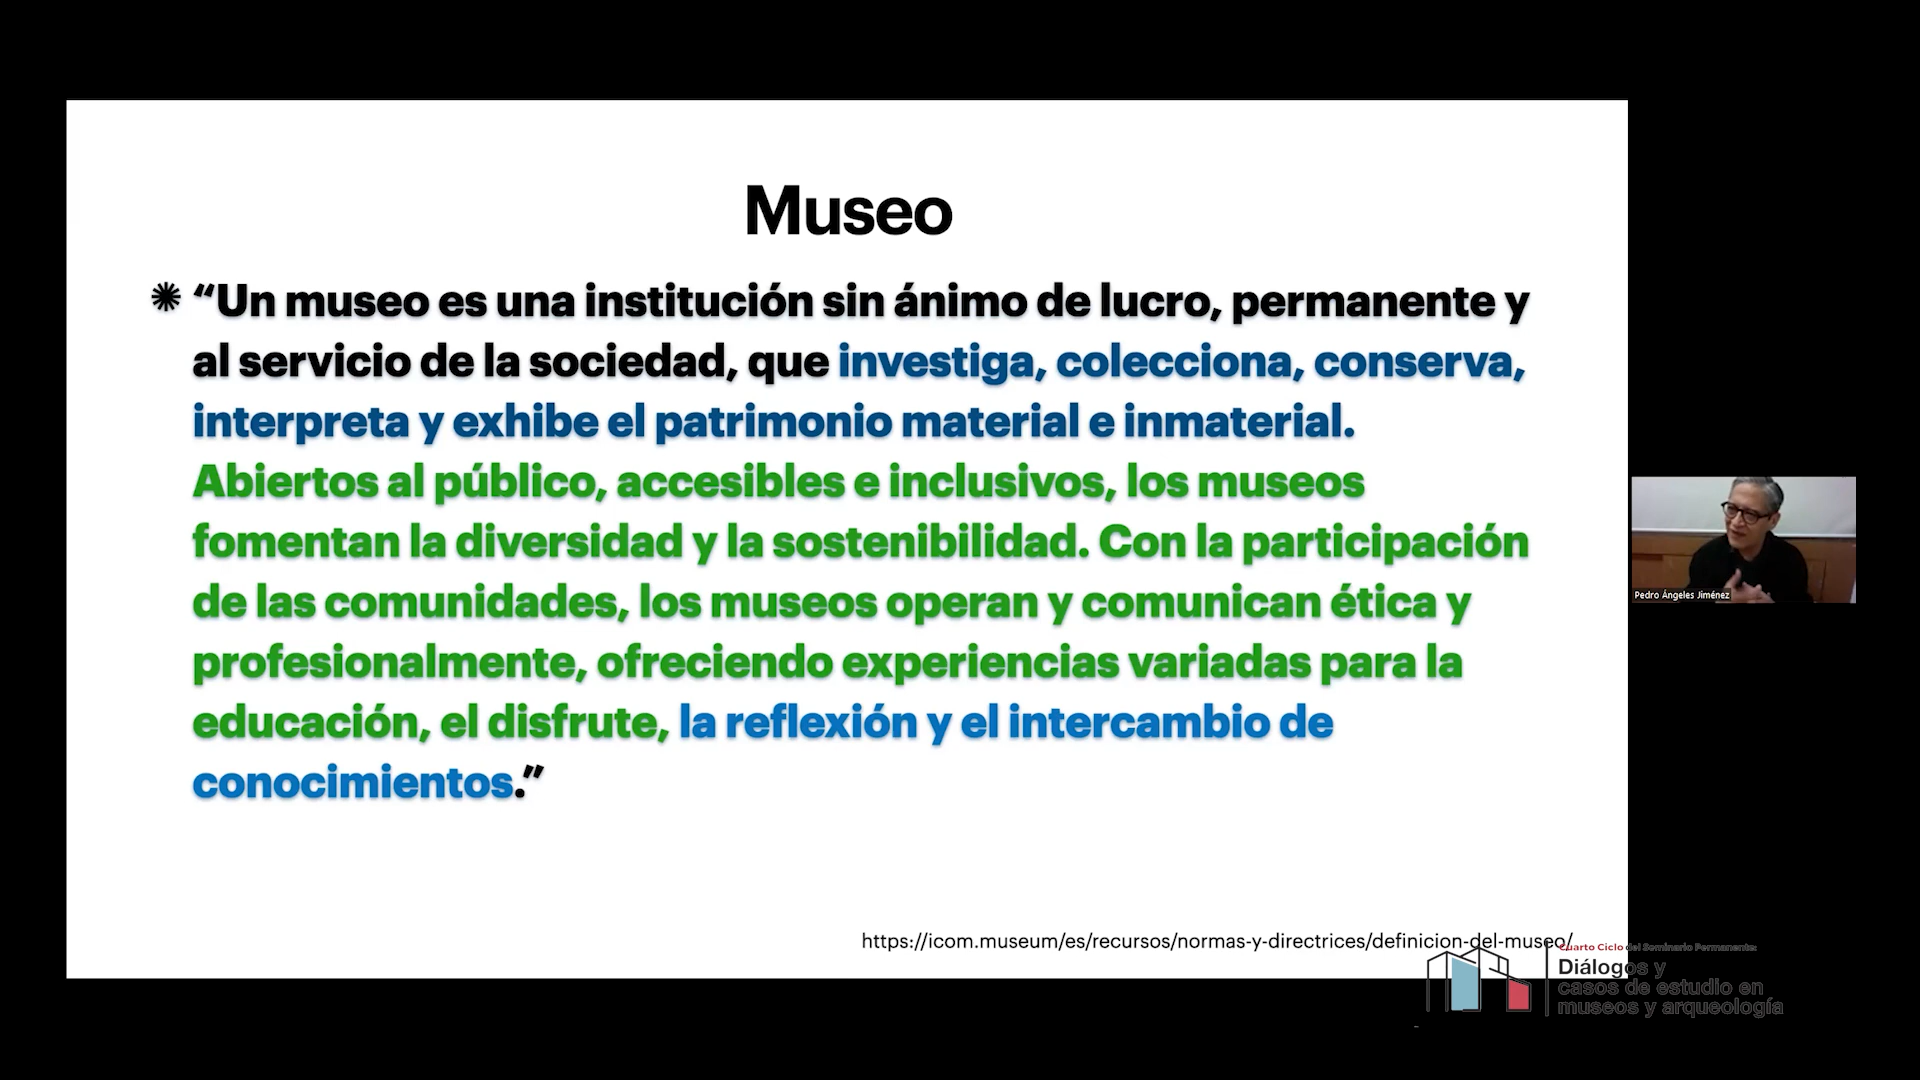 Museo
✺ “Un museo es una institución sin ánimo de lucro, permanente y
al servicio de la sociedad, que investiga, colecciona, conserva,
interpreta y exhibe el patrimonio material e inmaterial.
Abiertos al público, accesibles e inclusivos, los museos
fomentan la diversidad y la sostenibilidad. Con la participación
de las comunidades, los museos operan y comunican ética y
profesionalmente, ofreciendo experiencias variadas para la
educación, el disfrute, la reflexión y el intercambio de
conocimientos.”
Pedro Ángeles Jiménez
https://icom.museum/es/recursos/normas-y-directrices/definicion-del-museo/
Cuarto Ciclo del Seminario Permanente:
Diálogos y
casos de estudio en
museos y arqueología